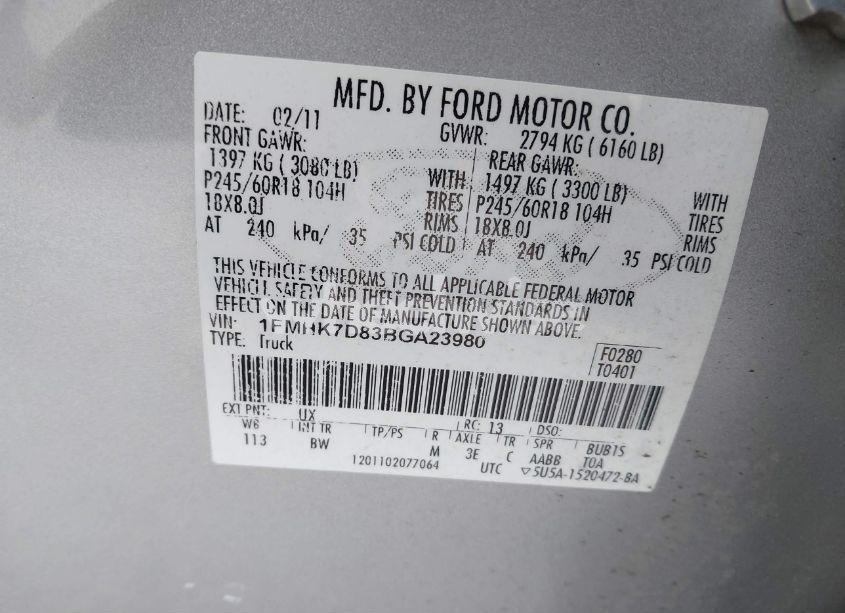 MFD. BY FORD MOTOR CO.
DATE: 02/11 GVWR: 2794 KG ( 6160 LB)
FRONT GAWR: REAR GAWR:
1397 KG ( 3080 LB) WITH 1497 KG ( 3300 LB) WITH
P245/60R18 104H TIRES P245/60R18 104H TIRES
18X8.0J RIMS 18X8.0J RIMS
AT 240 kPa/ 35 PSI COLD AT 240 kPa/ 35 PSI COLD
THIS VEHICLE CONFORMS TO ALL APPLICABLE FEDERAL MOTOR
VEHICLE SAFETY AND THEFT PREVENTION STANDARDS IN
EFFECT ON THE DATE OF MANUFACTURE SHOWN ABOVE.
VIN: 1FMHK7D83BGA23980
TYPE: Truck
F0280
T0401
EXT PNT: UX RC: 13 DSO:
WB INT TR TP/PS R AXLE TR SPR BUBTS
113 BW M 3E C AABB T0A
1201102077064 UTC ▽5U5A-1520472-BA